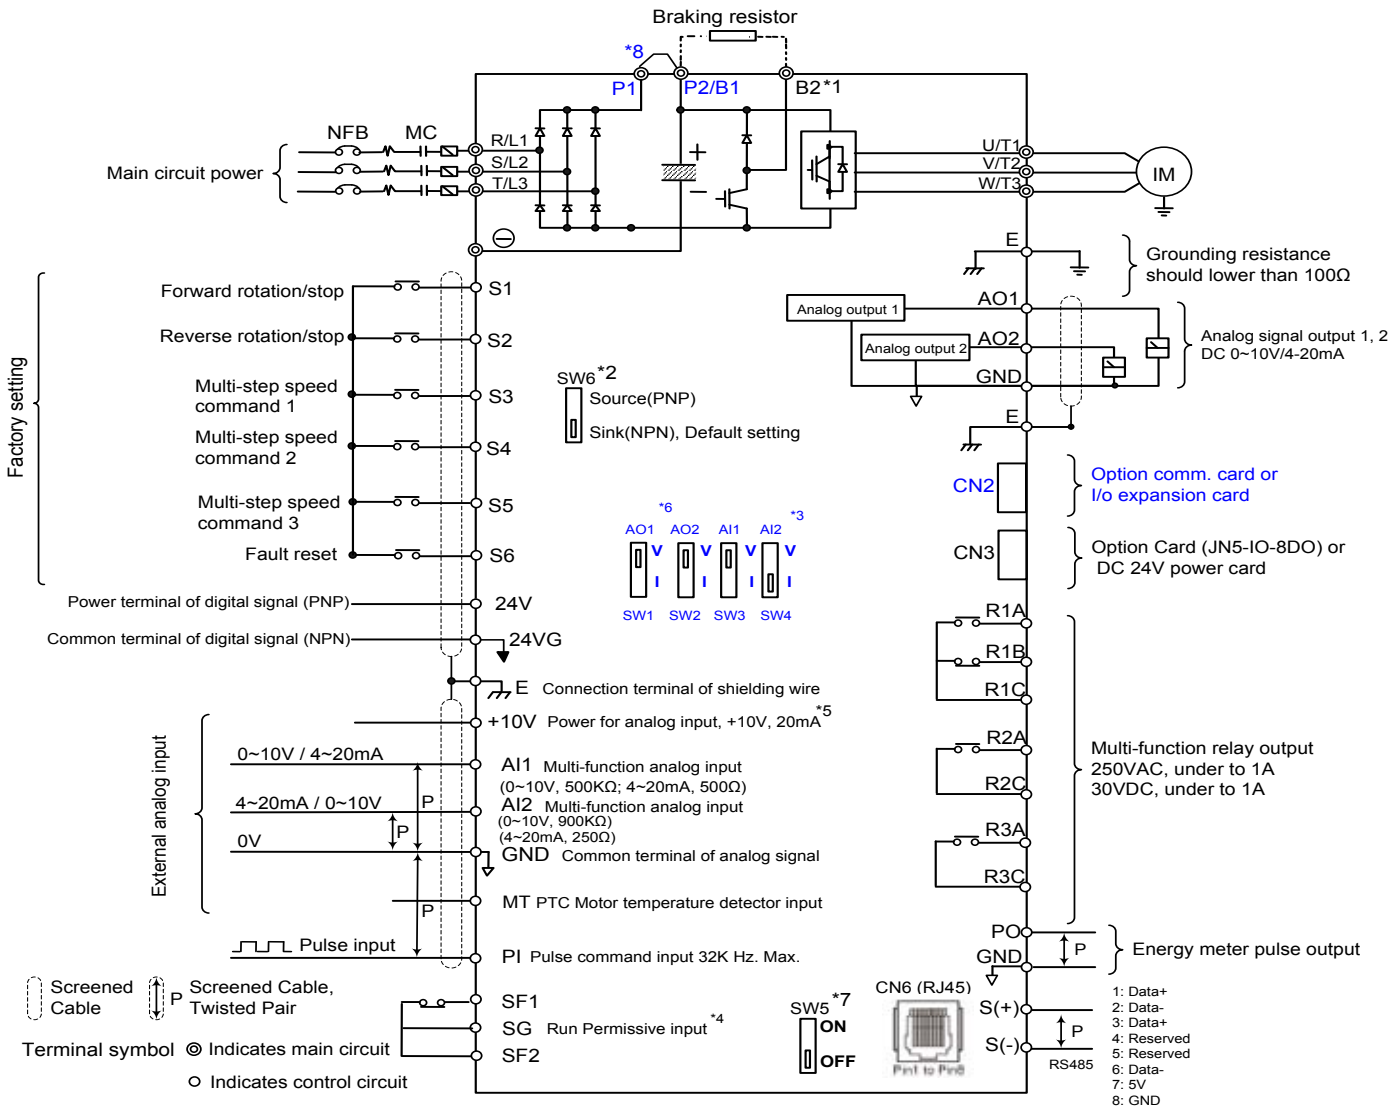 Braking resistor
*8
P1
P2/B1
B2*1
NFB
MC
R/L1
S/L2
T/L3
Main circuit power
U/T1
V/T2
W/T3
IM
+
−
⊖
E
Grounding resistance
should lower than 100Ω
Factory setting
Forward rotation/stop
S1
Reverse rotation/stop
S2
Multi-step speed
command 1
S3
Multi-step speed
command 2
S4
Multi-step speed
command 3
S5
Fault reset
S6
Power terminal of digital signal (PNP)
24V
Common terminal of digital signal (NPN)
24VG
E Connection terminal of shielding wire
SW6*2
Source(PNP)
Sink(NPN), Default setting
Analog output 1
AO1
Analog output 2
AO2
GND
Analog signal output 1, 2
DC 0~10V/4-20mA
E
CN2
Option comm. card or
I/o expansion card
CN3
Option Card (JN5-IO-8DO) or
DC 24V power card
*6
*3
AO1
AO2
AI1
AI2
V
V
V
V
I
I
I
I
SW1
SW2
SW3
SW4
R1A
R1B
R1C
R2A
R2C
R3A
R3C
Multi-function relay output
250VAC, under to 1A
30VDC, under to 1A
External analog input
+10V Power for analog input, +10V, 20mA*5
0~10V / 4~20mA
AI1 Multi-function analog input
(0~10V, 500KΩ; 4~20mA, 500Ω)
4~20mA / 0~10V
P
AI2 Multi-function analog input
(0~10V, 900KΩ)
(4~20mA, 250Ω)
P
0V
GND Common terminal of analog signal
MT PTC Motor temperature detector input
P
Pulse input
PI Pulse command input 32K Hz. Max.
PO
GND
P
Energy meter pulse output
Screened
Cable
P
Screened Cable,
Twisted Pair
Terminal symbol
Indicates main circuit
Indicates control circuit
SF1
SG Run Permissive input *4
SF2
SW5*7
ON
OFF
CN6 (RJ45)
Pin1 to Pin8
S(+)
S(-)
P
RS485
1: Data+
2: Data-
3: Data+
4: Reserved
5: Reserved
6: Data-
7: 5V
8: GND